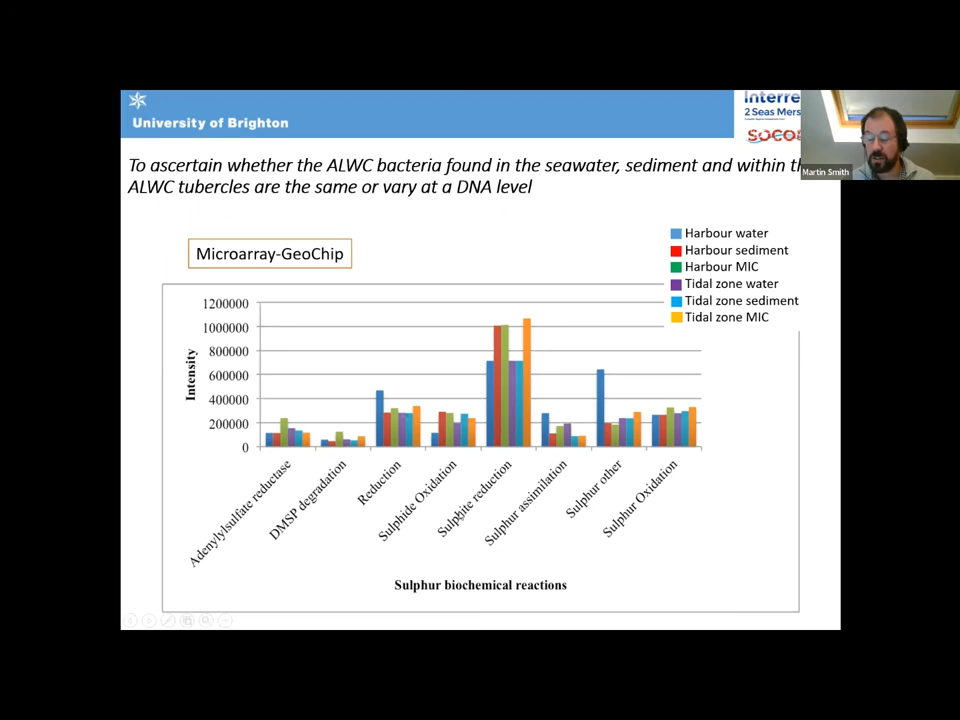 University of Brighton
Interre
2 Seas Mers
SOCO
Martin Smith
To ascertain whether the ALWC bacteria found in the seawater, sediment and within th
ALWC tubercles are the same or vary at a DNA level
Microarray-GeoChip
Harbour water
Harbour sediment
Harbour MIC
Tidal zone water
Tidal zone sediment
Tidal zone MIC
1200000
1000000
800000
600000
400000
200000
0
Intensity
Adenylylsulfate reductase
DMSP degradation
Reduction
Sulphide Oxidation
Sulphite reduction
Sulphur assimilation
Sulphur other
Sulphur Oxidation
Sulphur biochemical reactions